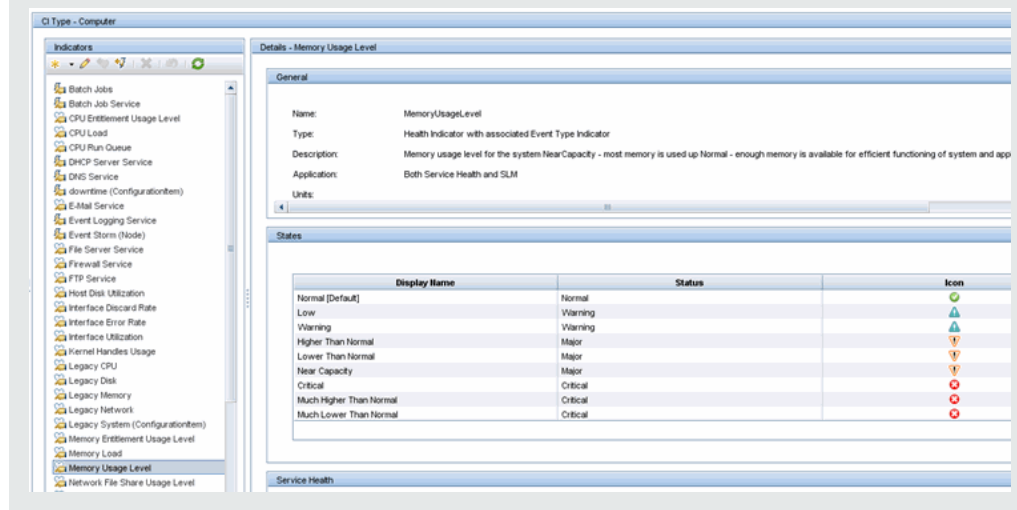 CI Type - Computer
Indicators
Batch Jobs
Batch Job Service
CPU Entitlement Usage Level
CPU Load
CPU Run Queue
DHCP Server Service
DNS Service
downtime (ConfigurationItem)
E-Mail Service
Event Logging Service
Event Storm (Node)
File Server Service
Firewall Service
FTP Service
Host Disk Utilization
Interface Discard Rate
Interface Error Rate
Interface Utilization
Kernel Handles Usage
Legacy CPU
Legacy Disk
Legacy Memory
Legacy Network
Legacy System (ConfigurationItem)
Memory Entitlement Usage Level
Memory Load
Memory Usage Level
Network File Share Usage Level
Details - Memory Usage Level
General
Name: MemoryUsageLevel
Type: Health Indicator with associated Event Type Indicator
Description: Memory usage level for the system NearCapacity - most memory is used up Normal - enough memory is available for efficient functioning of system and app
Application: Both Service Health and SLM
Units:
States
Display Name Status Icon
Normal [Default] Normal
Low Warning
Warning Warning
Higher Than Normal Major
Lower Than Normal Major
Near Capacity Major
Critical Critical
Much Higher Than Normal Critical
Much Lower Than Normal Critical
Service Health